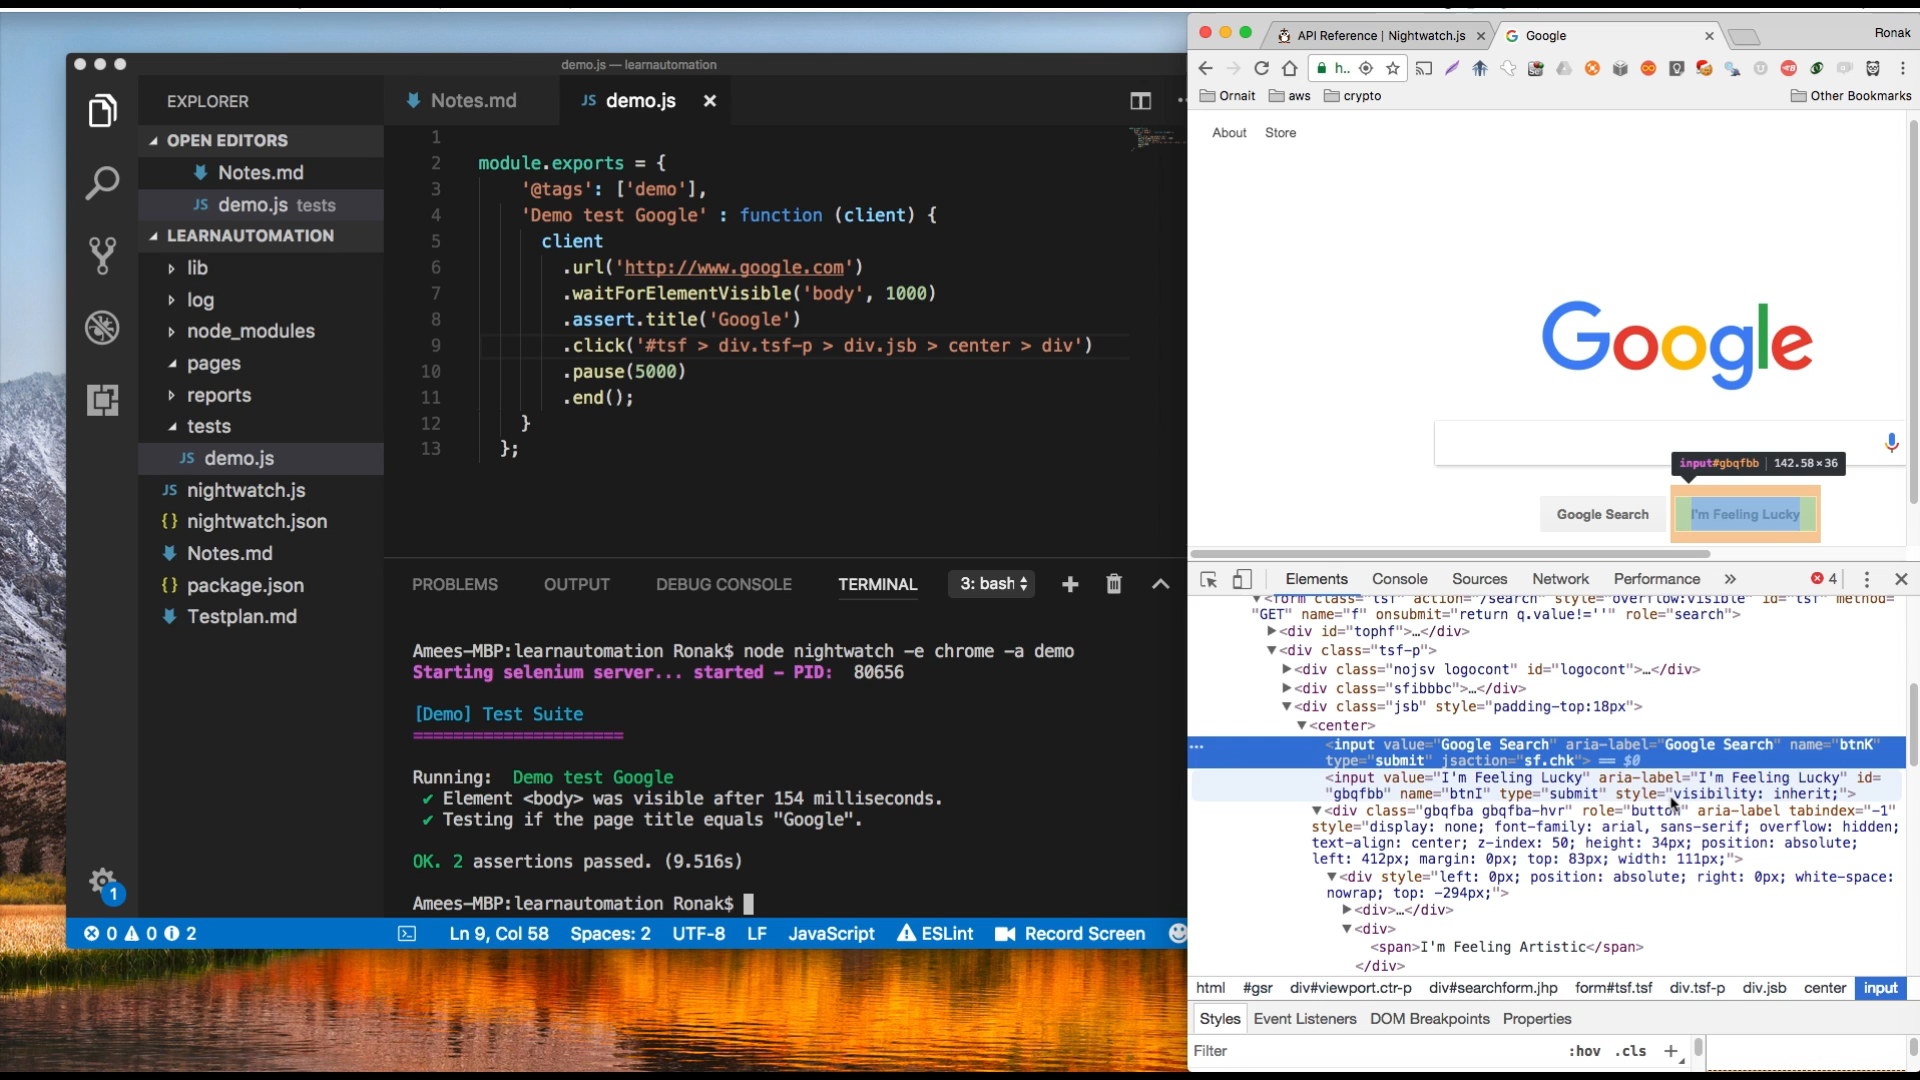 demo.js — learnautomation
EXPLORER
OPEN EDITORS
Notes.md
JS demo.js tests
LEARNAUTOMATION
lib
log
node_modules
pages
reports
tests
JS demo.js
JS nightwatch.js
{} nightwatch.json
Notes.md
{} package.json
Testplan.md
1
Notes.md
JS demo.js ×
1
2 module.exports = {
3 '@tags': ['demo'],
4 'Demo test Google' : function (client) {
5 client
6 .url('http://www.google.com')
7 .waitForElementVisible('body', 1000)
8 .assert.title('Google')
9 .click('#tsf > div.tsf-p > div.jsb > center > div')
10 .pause(5000)
11 .end();
12 }
13 };
PROBLEMS OUTPUT DEBUG CONSOLE TERMINAL 3: bash
Amees-MBP:learnautomation Ronak$ node nightwatch -e chrome -a demo
Starting selenium server... started - PID: 80656
[Demo] Test Suite
=====================
Running: Demo test Google
✔ Element <body> was visible after 154 milliseconds.
✔ Testing if the page title equals "Google".
OK. 2 assertions passed. (9.516s)
Amees-MBP:learnautomation Ronak$
0 0 2 Ln 9, Col 58 Spaces: 2 UTF-8 LF JavaScript ESLint Record Screen
API Reference | Nightwatch.js × Google × Ronak
h..
Ornait aws crypto Other Bookmarks
About Store
Google
input#gbqfbb | 142.58×36
Google Search I'm Feeling Lucky
Elements Console Sources Network Performance » 4
▼<form class="tsf" action="/search" style="overflow:visible" id="tsf" method=
"GET" name="f" onsubmit="return q.value!=''" role="search">
▶<div id="tophf">…</div>
▼<div class="tsf-p">
▶<div class="nojsv logocont" id="logocont">…</div>
▶<div class="sfibbbc">…</div>
▼<div class="jsb" style="padding-top:18px">
▼<center>
<input value="Google Search" aria-label="Google Search" name="btnK"
type="submit" jsaction="sf.chk"> == $0
<input value="I'm Feeling Lucky" aria-label="I'm Feeling Lucky" id=
"gbqfbb" name="btnI" type="submit" style="visibility: inherit;">
▼<div class="gbqfba gbqfba-hvr" role="button" aria-label tabindex="-1"
style="display: none; font-family: arial, sans-serif; overflow: hidden;
text-align: center; z-index: 50; height: 34px; position: absolute;
left: 412px; margin: 0px; top: 83px; width: 111px;">
▼<div style="left: 0px; position: absolute; right: 0px; white-space:
nowrap; top: -294px;">
▶<div>…</div>
▼<div>
<span>I'm Feeling Artistic</span>
</div>
html #gsr div#viewport.ctr-p div#searchform.jhp form#tsf.tsf div.tsf-p div.jsb center input
Styles Event Listeners DOM Breakpoints Properties
Filter :hov .cls +